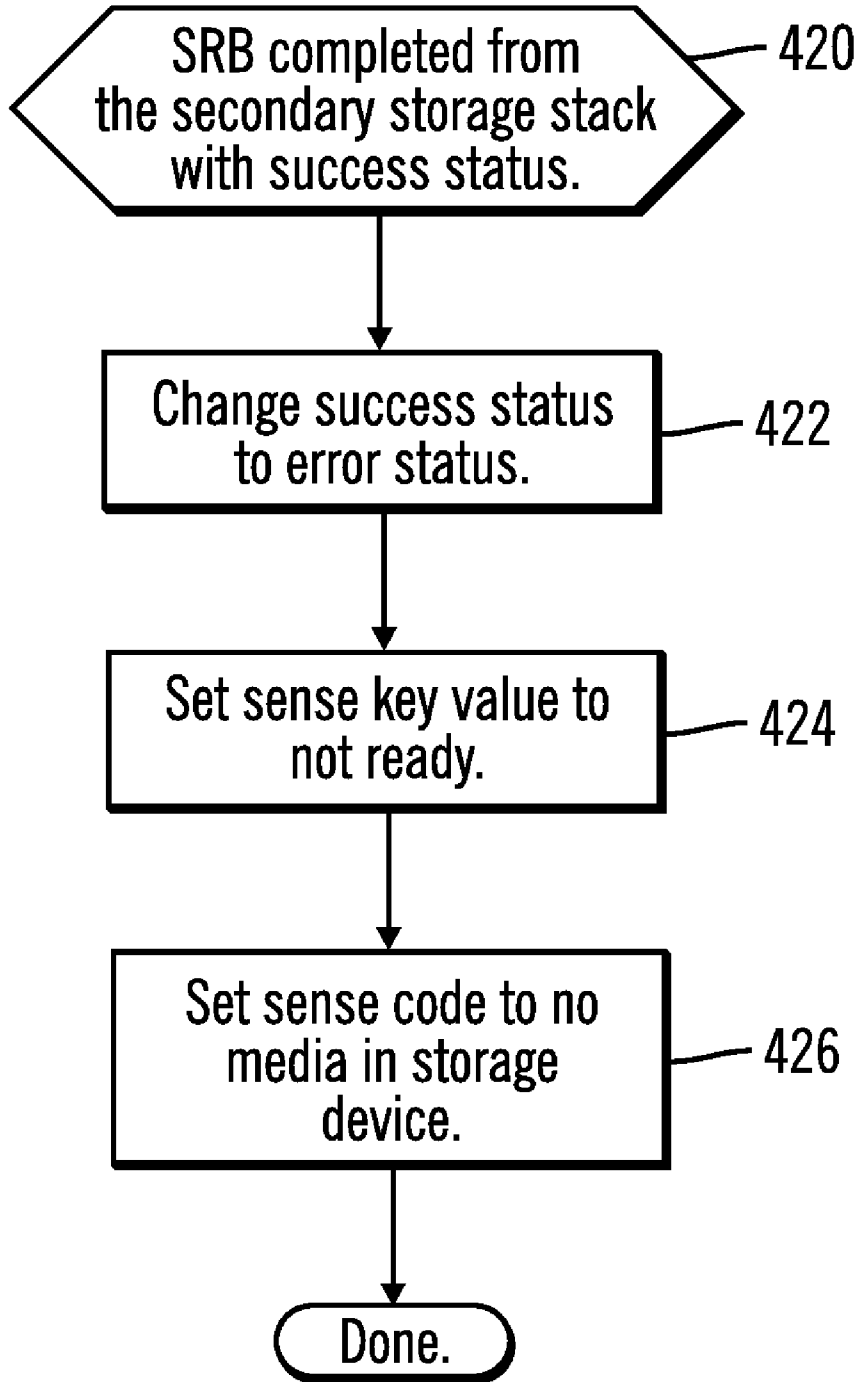 SRB completed from
the secondary storage stack
with success status.
420
Change success status
to error status.
422
Set sense key value to
not ready.
424
Set sense code to no
media in storage
device.
426
Done.